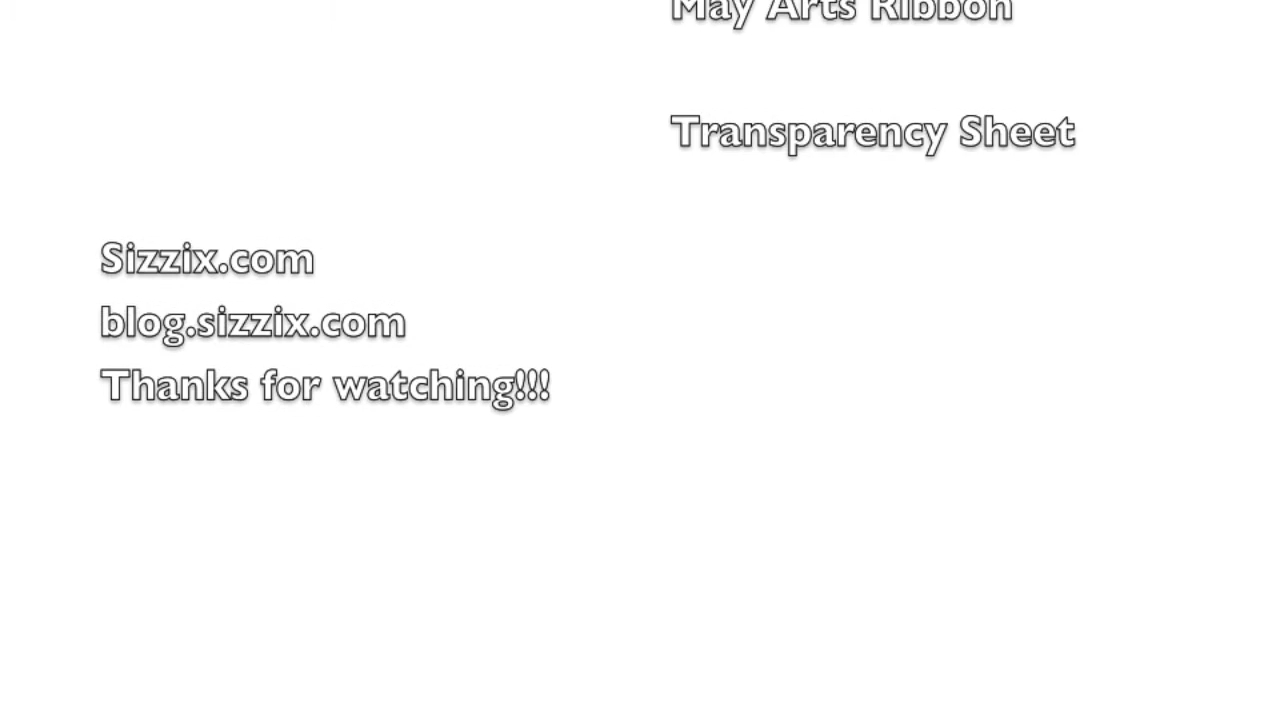 May Arts Ribbon
Transparency Sheet
Sizzix.com
blog.sizzix.com
Thanks for watching!!!